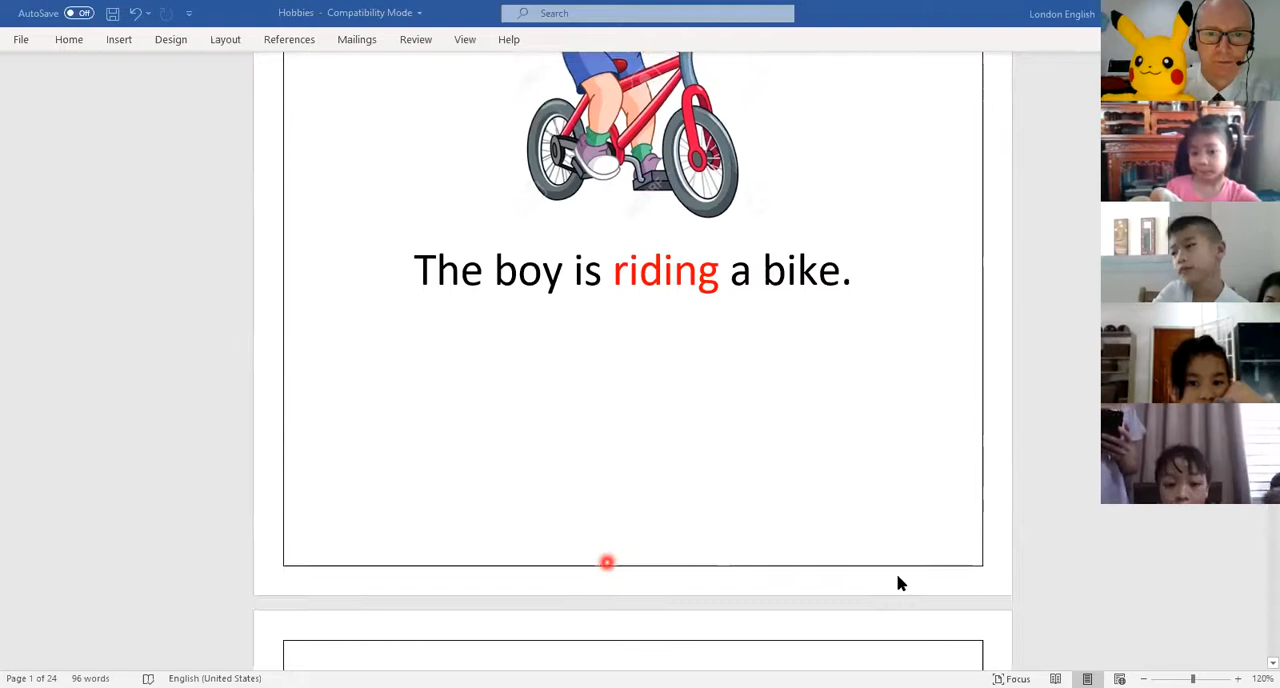 AutoSave Off Hobbies - Compatibility Mode Search London English
File Home Insert Design Layout References Mailings Review View Help
The boy is riding a bike.
Page 1 of 24 96 words English (United States) Focus 120%